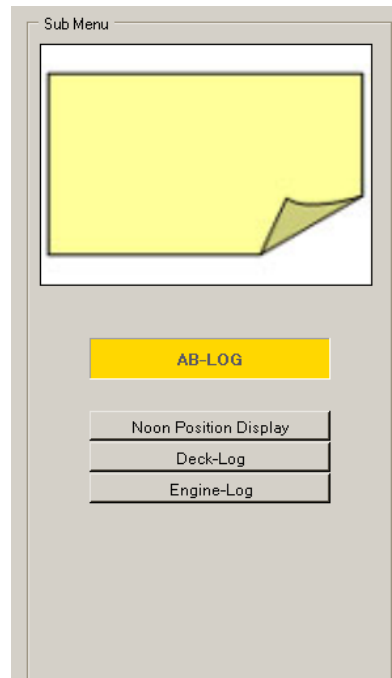 Sub Menu
AB-LOG
Noon Position Display
Deck-Log
Engine-Log